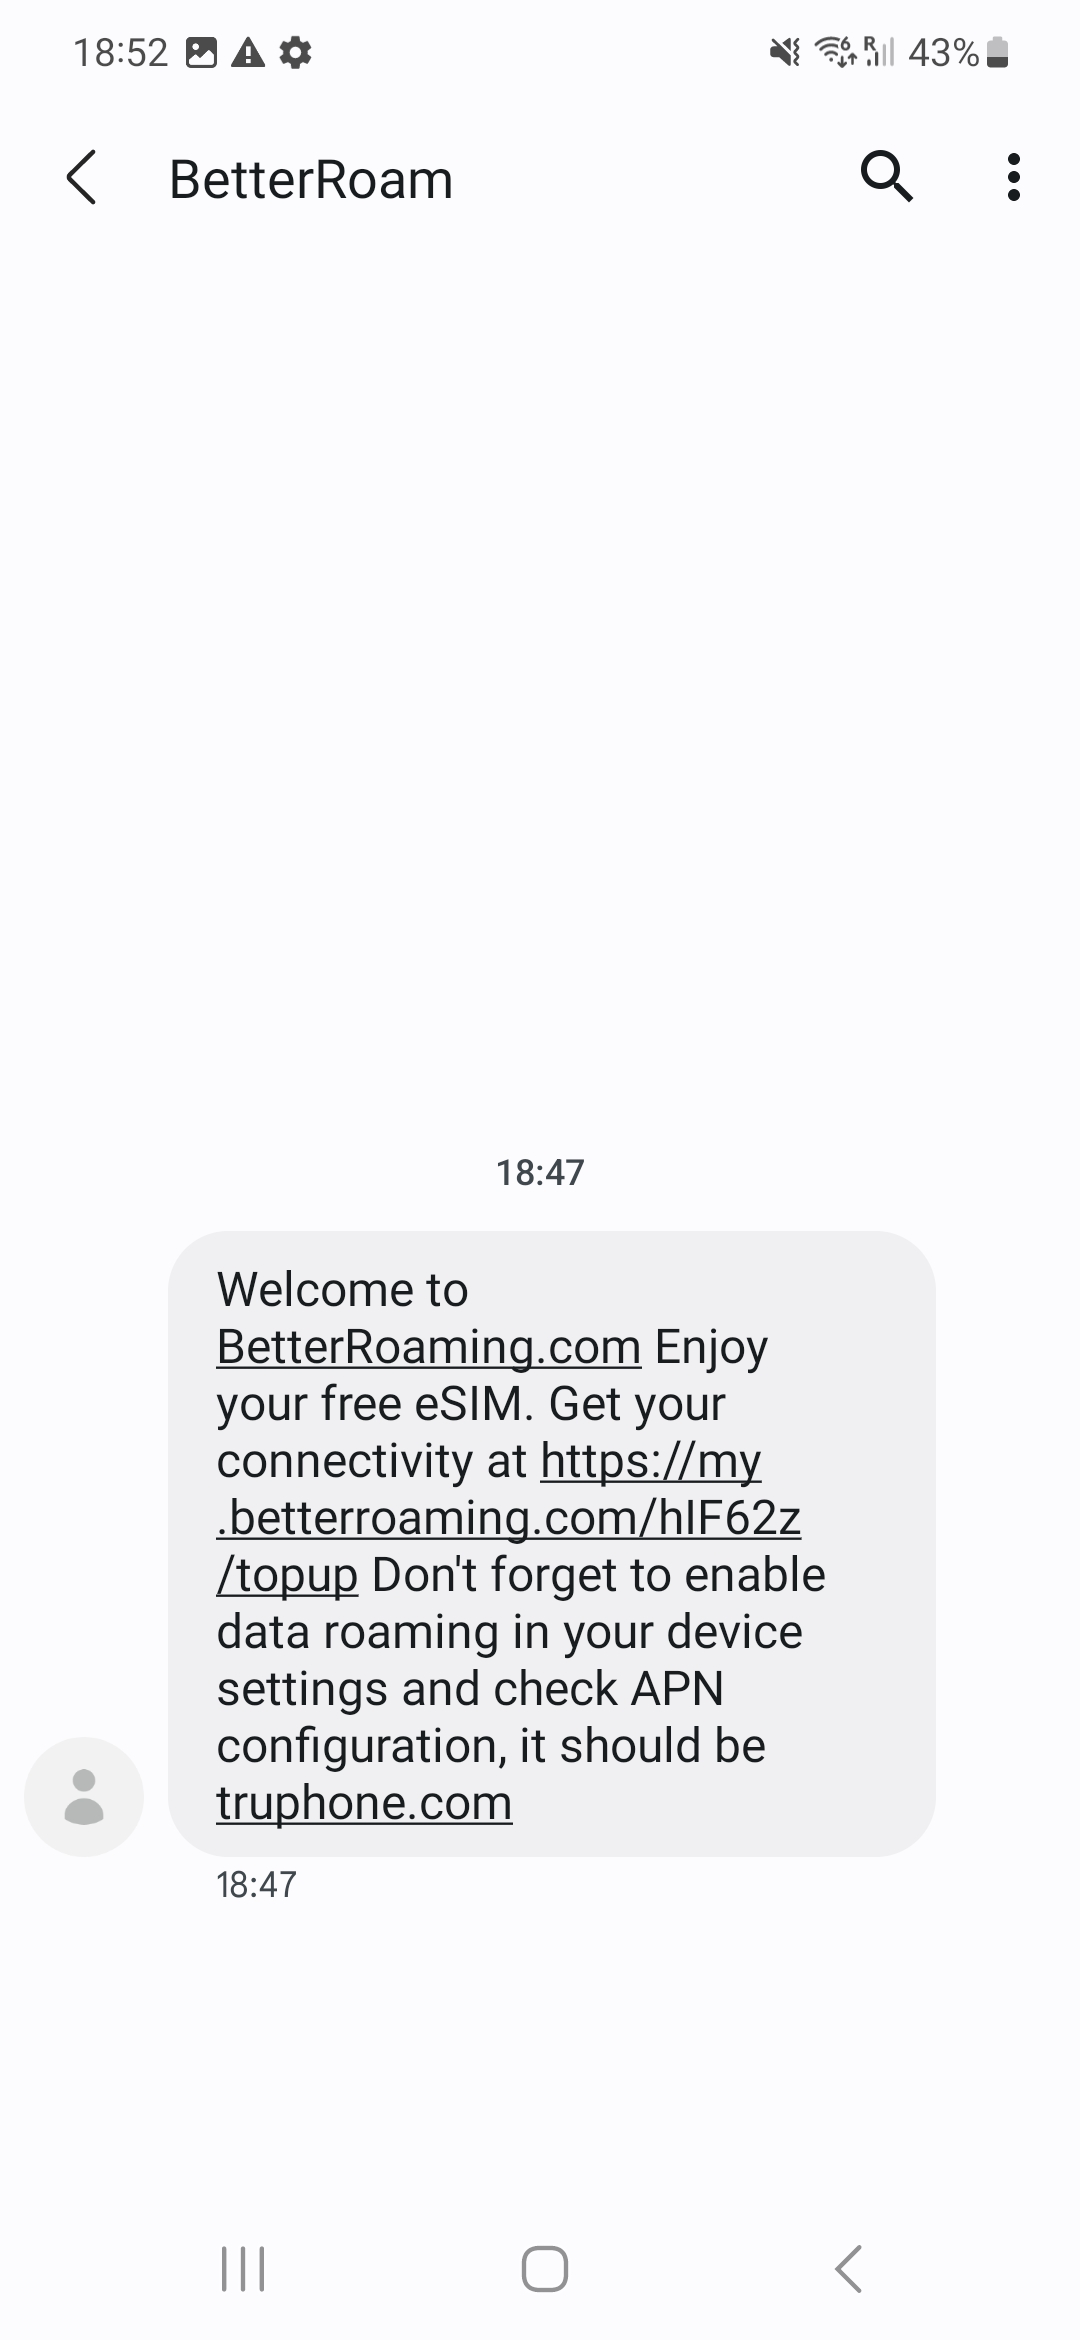 18:52
6 R 43%
BetterRoam
18:47
Welcome to
BetterRoaming.com Enjoy
your free eSIM. Get your
connectivity at https://my
.betterroaming.com/hIF62z
/topup Don't forget to enable
data roaming in your device
settings and check APN
configuration, it should be
truphone.com
18:47